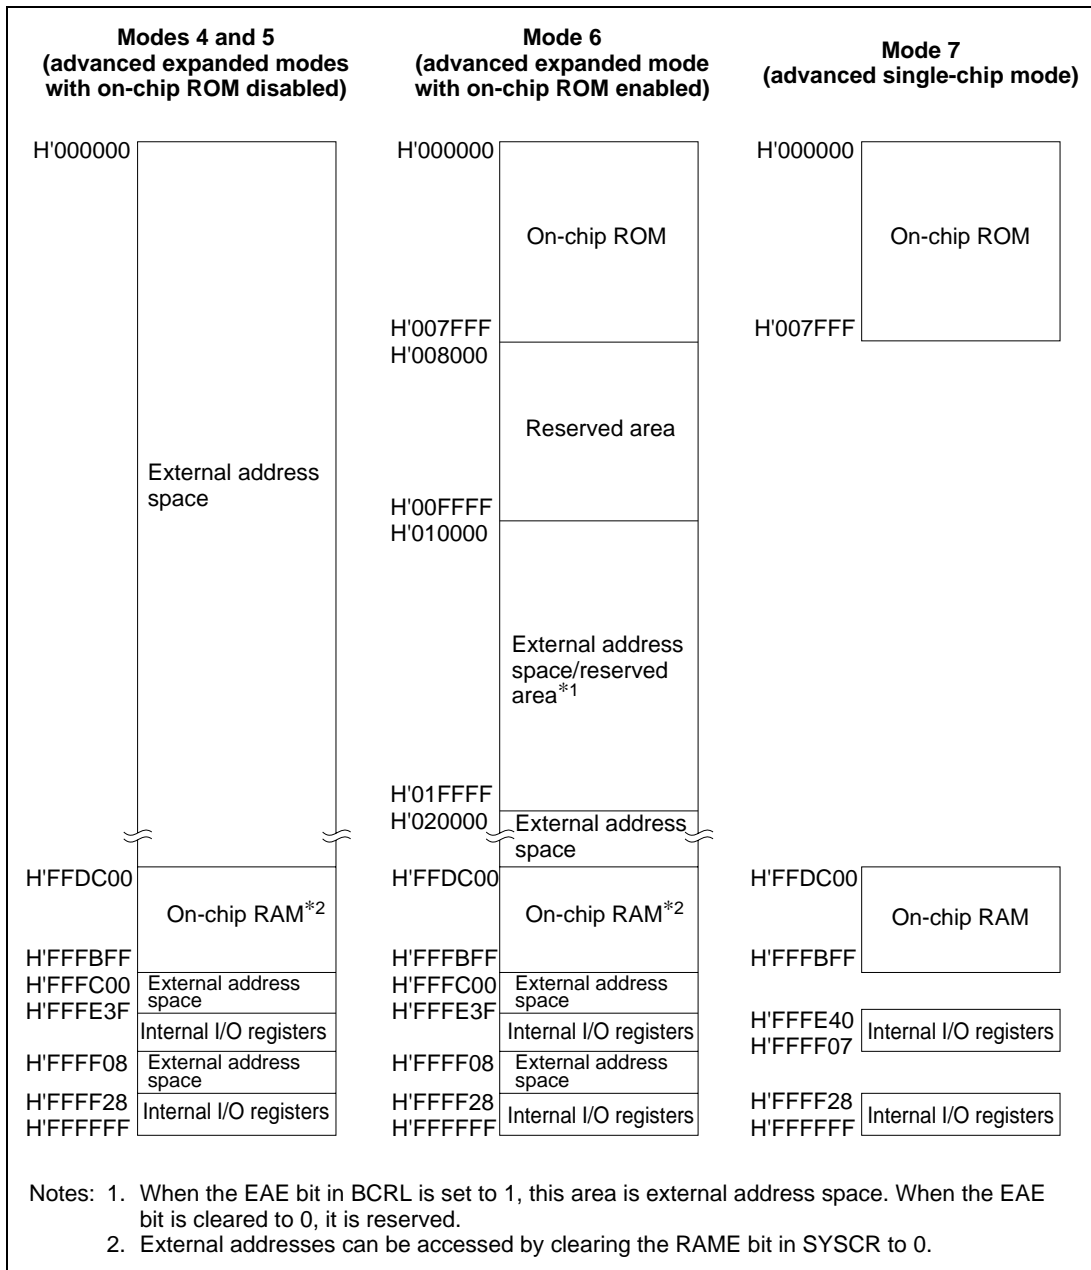 Modes 4 and 5
(advanced expanded modes
with on-chip ROM disabled)
H'000000
External address
space
H'FFDC00
On-chip RAM*2
H'FFFBFF
H'FFFC00
External address
space
H'FFFE3F
Internal I/O registers
H'FFFF08
External address
space
H'FFFF28
Internal I/O registers
H'FFFFFF
Mode 6
(advanced expanded mode
with on-chip ROM enabled)
H'000000
On-chip ROM
H'007FFF
H'008000
Reserved area
H'00FFFF
H'010000
External address
space/reserved
area*1
H'01FFFF
H'020000
External address
space
H'FFDC00
On-chip RAM*2
H'FFFBFF
H'FFFC00
External address
space
H'FFFE3F
Internal I/O registers
H'FFFF08
External address
space
H'FFFF28
Internal I/O registers
H'FFFFFF
Mode 7
(advanced single-chip mode)
H'000000
On-chip ROM
H'007FFF
H'FFDC00
On-chip RAM
H'FFFBFF
H'FFFE40
Internal I/O registers
H'FFFF07
H'FFFF28
Internal I/O registers
H'FFFFFF
Notes: 1. When the EAE bit in BCRL is set to 1, this area is external address space. When the EAE
bit is cleared to 0, it is reserved.
2. External addresses can be accessed by clearing the RAME bit in SYSCR to 0.